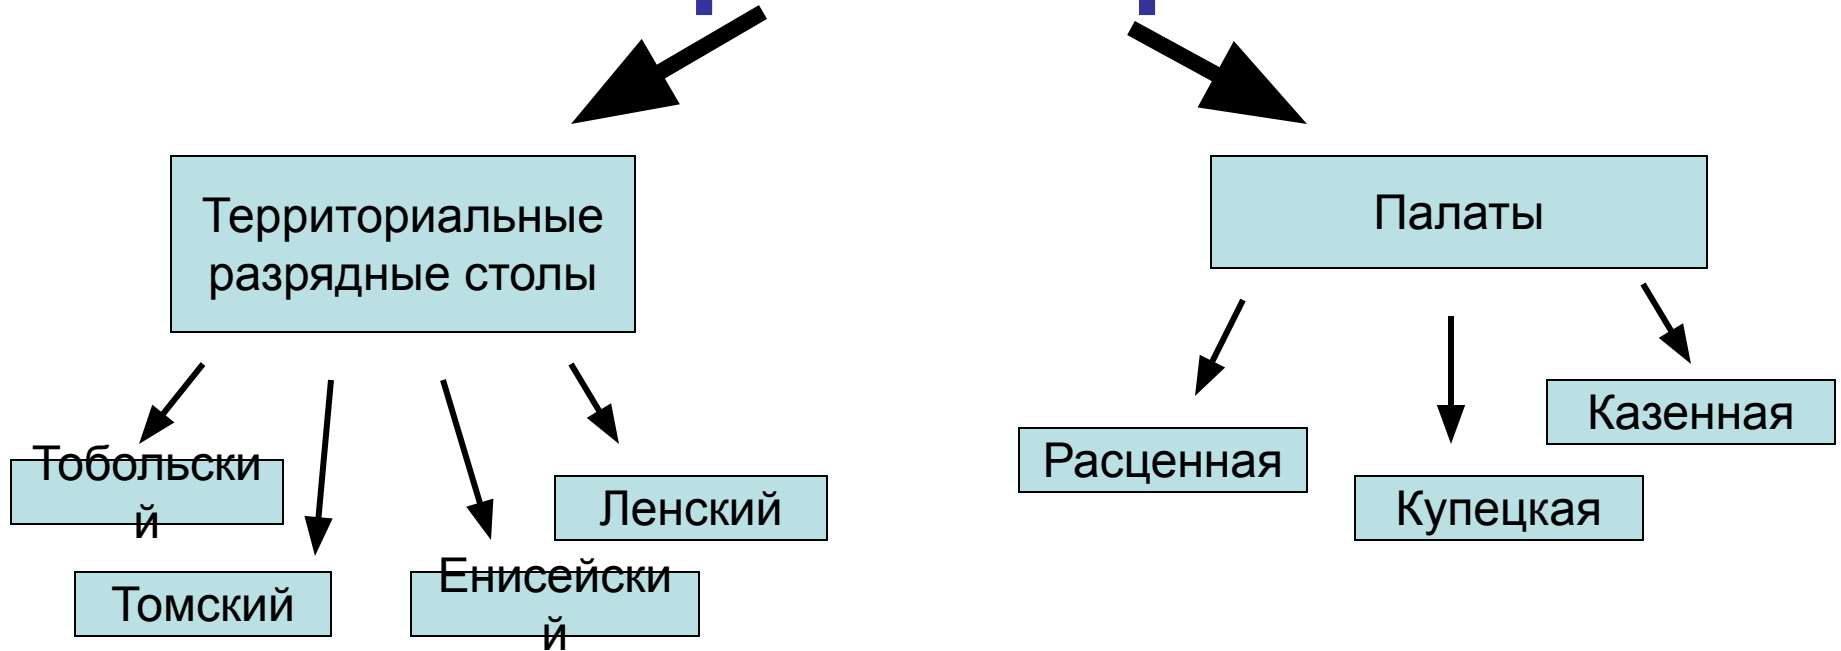 Территориальные
разрядные столы
Палаты
Тобольски
й
Томский
Енисейски
й
Ленский
Расценная
Купецкая
Казенная